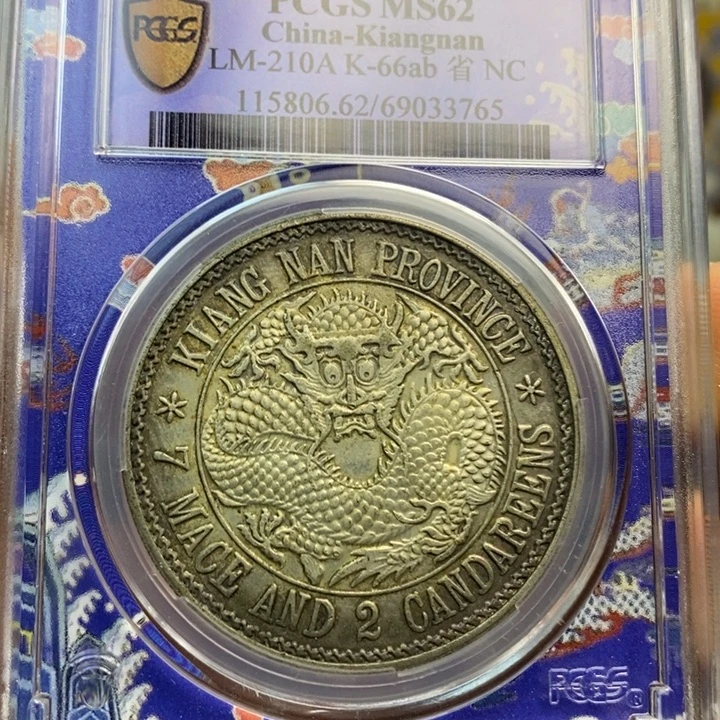 PCGS MS62
China-Kiangnan
LM-210A K-66ab 省 NC
115806.62/69033765
PCGS
KIANG NAN PROVINCE
7 MACE AND 2 CANDAREENS
PCGS